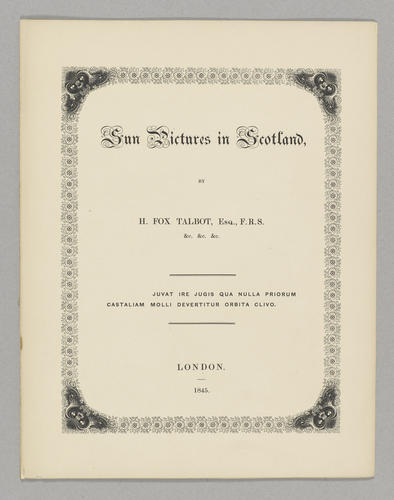 Sun Pictures in Scotland,
BY
H. FOX TALBOT, Esq., F.R.S.
&c. &c. &c.
JUVAT IRE JUGIS QUA NULLA PRIORUM
CASTALIAM MOLLI DEVERTITUR ORBITA CLIVO.
LONDON.
1845.